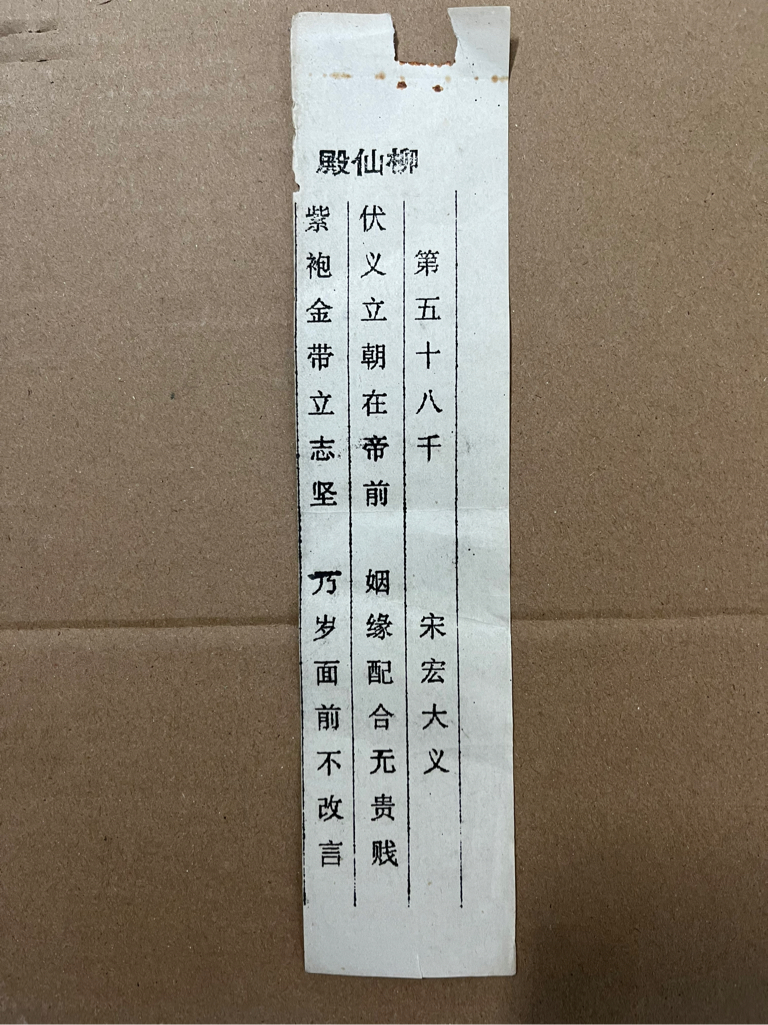 柳仙殿
第五十八千 宋宏大义
伏义立朝在帝前 姻缘配合无贵贱
紫袍金带立志坚 万岁面前不改言